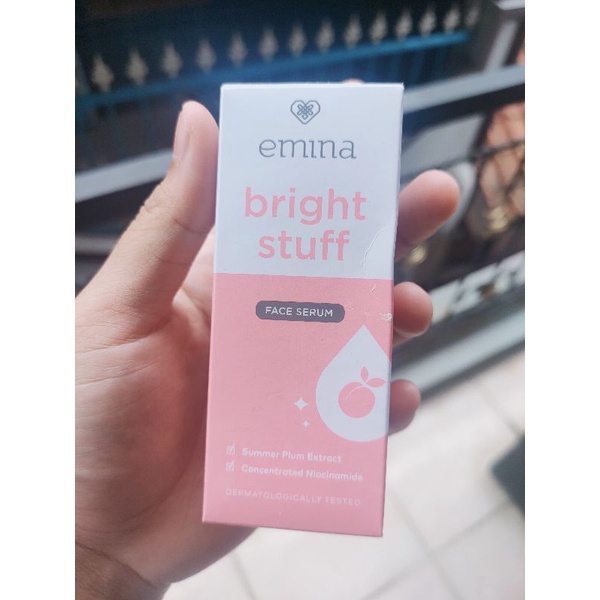 emina
bright
stuff
FACE SERUM
Summer Plum Extract
Concentrated Niacinamide
DERMATOLOGICALLY TESTED